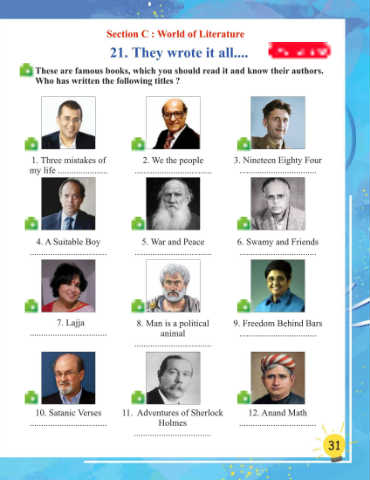 Section C : World of Literature
21. They wrote it all....
These are famous books, which you should read it and know their authors.
Who has written the following titles ?
1. Three mistakes of
my life ....................
2. We the people
...............................
3. Nineteen Eighty Four
...............................
4. A Suitable Boy
...............................
5. War and Peace
...............................
6. Swamy and Friends
...............................
7. Lajja
...............................
8. Man is a political
animal
...............................
9. Freedom Behind Bars
...............................
10. Satanic Verses
...............................
11. Adventures of Sherlock
Holmes
...............................
12. Anand Math
...............................
31